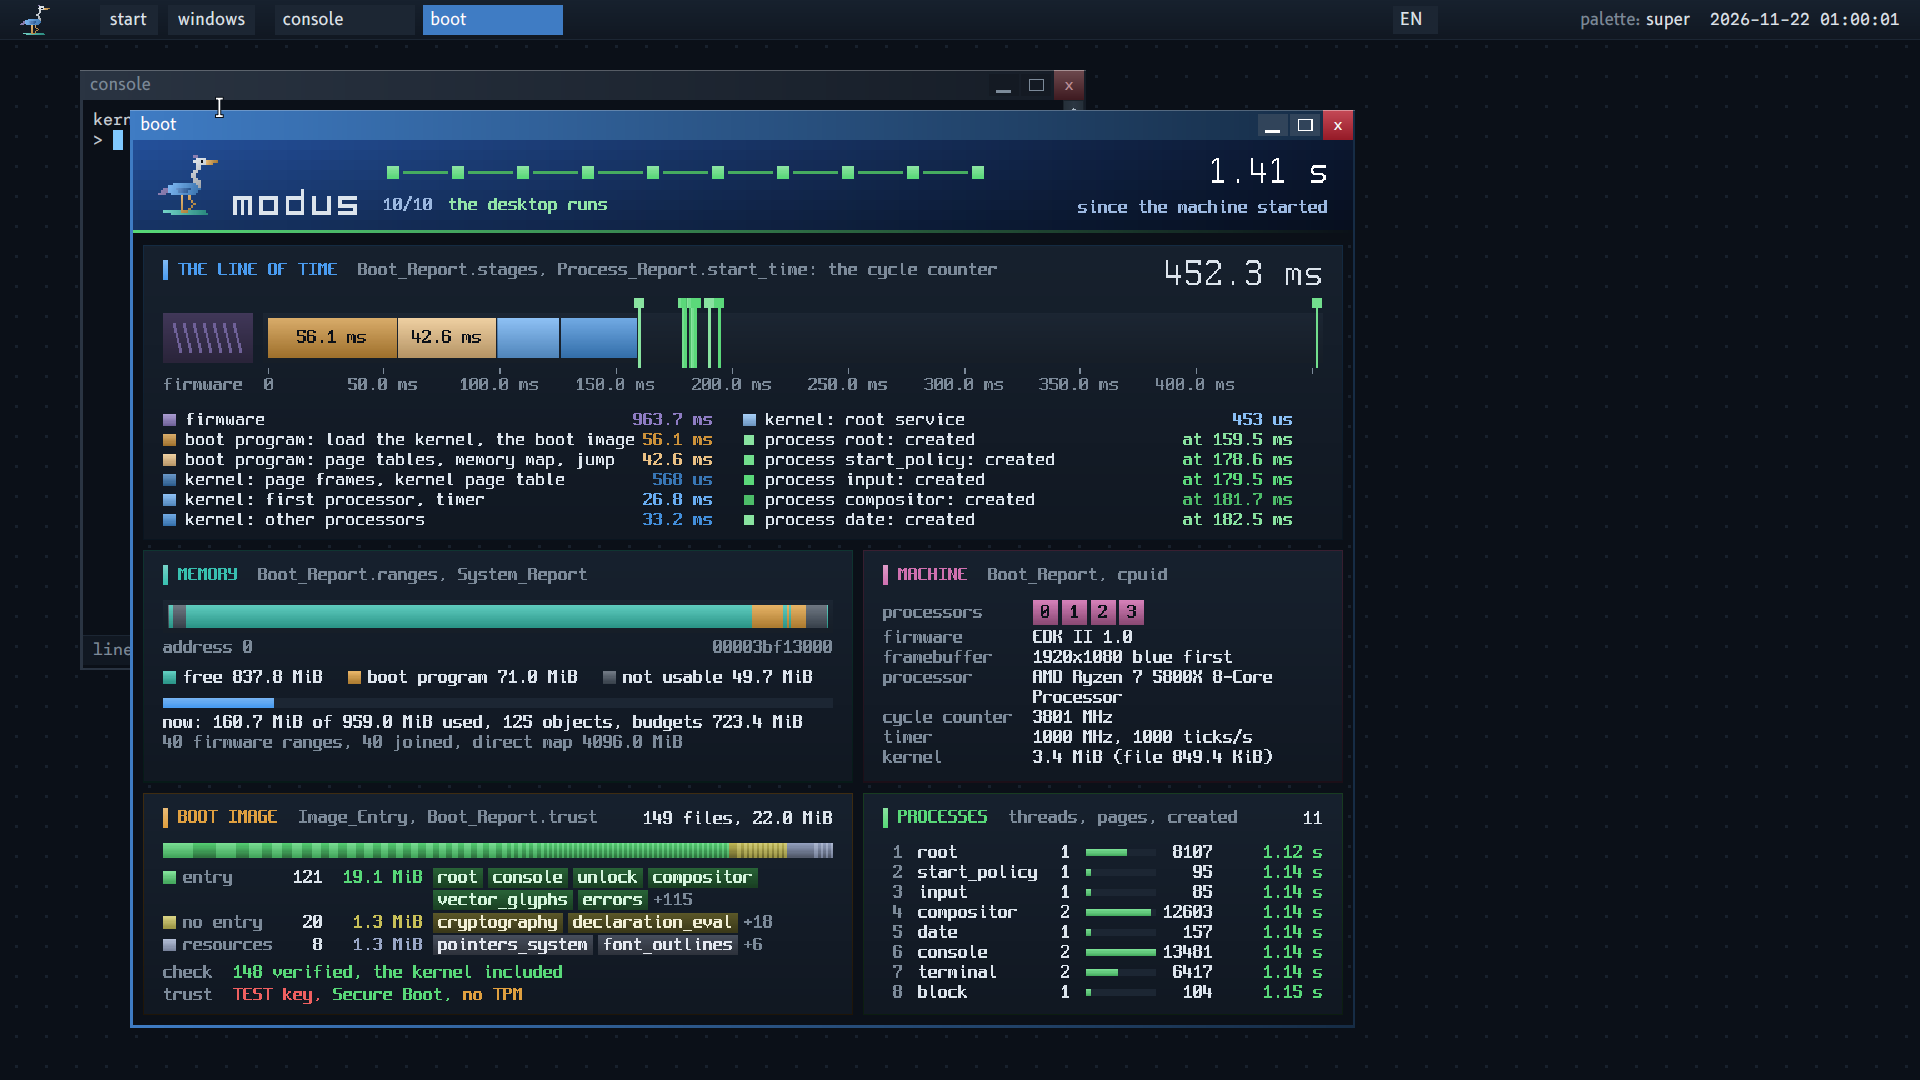 start windows console boot EN palette: super 2026-11-22 01:00:01
console x
kern
>
boot x
modus 10/10 the desktop runs
1.41 s
since the machine started
THE LINE OF TIME Boot_Report.stages, Process_Report.start_time: the cycle counter 452.3 ms
56.1 ms 42.6 ms
firmware 0 50.0 ms 100.0 ms 150.0 ms 200.0 ms 250.0 ms 300.0 ms 350.0 ms 400.0 ms
firmware 963.7 ms
boot program: load the kernel, the boot image 56.1 ms
boot program: page tables, memory map, jump 42.6 ms
kernel: page frames, kernel page table 568 us
kernel: first processor, timer 26.8 ms
kernel: other processors 33.2 ms
kernel: root service 453 us
process root: created at 159.5 ms
process start_policy: created at 178.6 ms
process input: created at 179.5 ms
process compositor: created at 181.7 ms
process date: created at 182.5 ms
MEMORY Boot_Report.ranges, System_Report
address 0 00003bf13000
free 837.8 MiB boot program 71.0 MiB not usable 49.7 MiB
now: 160.7 MiB of 959.0 MiB used, 125 objects, budgets 723.4 MiB
40 firmware ranges, 40 joined, direct map 4096.0 MiB
line
MACHINE Boot_Report, cpuid
processors 0 1 2 3
firmware EDK II 1.0
framebuffer 1920x1080 blue first
processor AMD Ryzen 7 5800X 8-Core
Processor
cycle counter 3801 MHz
timer 1000 MHz, 1000 ticks/s
kernel 3.4 MiB (file 849.4 KiB)
BOOT IMAGE Image_Entry, Boot_Report.trust 149 files, 22.0 MiB
entry 121 19.1 MiB root console unlock compositor
vector_glyphs errors +115
no entry 20 1.3 MiB cryptography declaration_eval +18
resources 8 1.3 MiB pointers_system font_outlines +6
check 148 verified, the kernel included
trust TEST key, Secure Boot, no TPM
PROCESSES threads, pages, created 11
1 root 1 8107 1.12 s
2 start_policy 1 95 1.14 s
3 input 1 85 1.14 s
4 compositor 2 12603 1.14 s
5 date 1 157 1.14 s
6 console 2 13481 1.14 s
7 terminal 2 6417 1.14 s
8 block 1 104 1.15 s